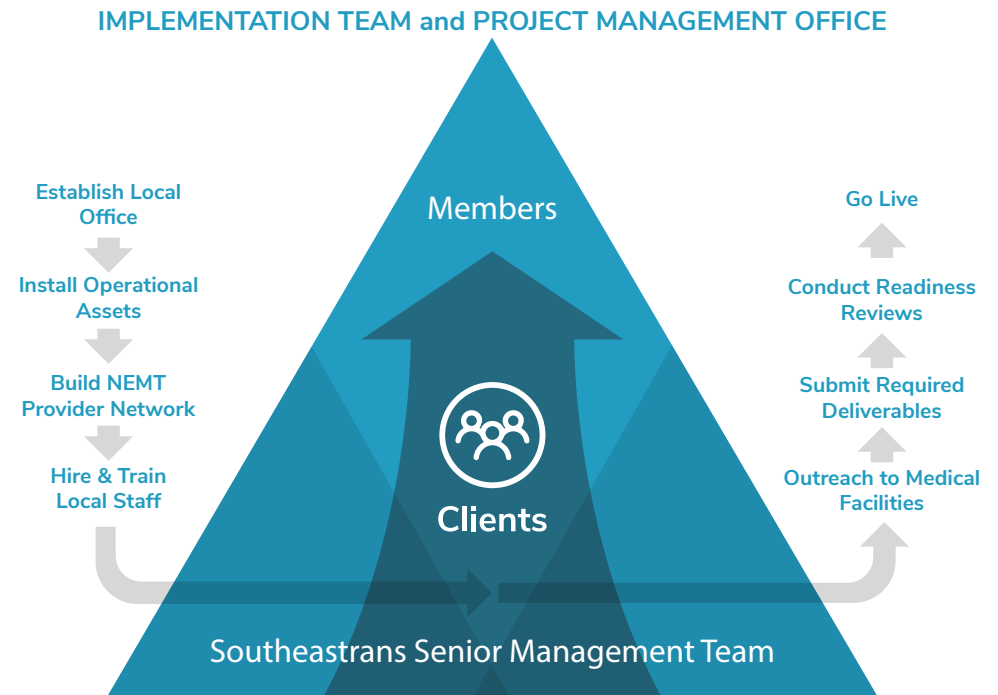 IMPLEMENTATION TEAM and PROJECT MANAGEMENT OFFICE
Establish Local
Office
Install Operational
Assets
Build NEMT
Provider Network
Hire & Train
Local Staff
Members
Clients
Southeastrans Senior Management Team
Go Live
Conduct Readiness
Reviews
Submit Required
Deliverables
Outreach to Medical
Facilities